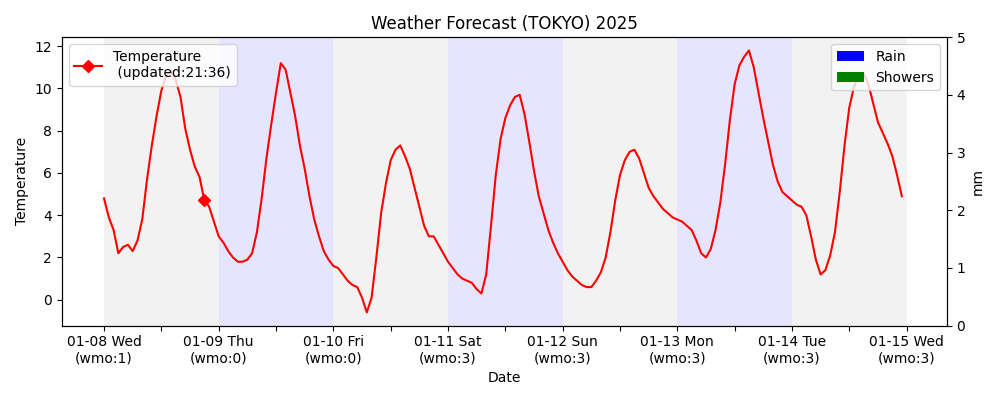 Weather Forecast (TOKYO) 2025
Temperature
(updated:21:36)
Rain
Showers
12
10
8
6
4
2
0
Temperature
5
4
3
2
1
0
mm
01-08 Wed
(wmo:1)
01-09 Thu
(wmo:0)
01-10 Fri
(wmo:0)
01-11 Sat
(wmo:3)
01-12 Sun
(wmo:3)
01-13 Mon
(wmo:3)
01-14 Tue
(wmo:3)
01-15 Wed
(wmo:3)
Date